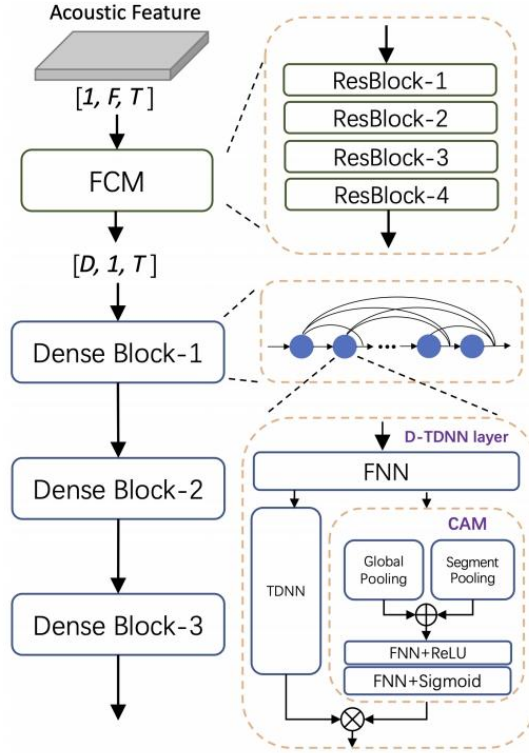 Acoustic Feature
[1, F, T]
FCM
[D, 1, T]
Dense Block-1
Dense Block-2
Dense Block-3
ResBlock-1
ResBlock-2
ResBlock-3
ResBlock-4
D-TDNN layer
FNN
TDNN
CAM
Global
Pooling
Segment
Pooling
FNN+ReLU
FNN+Sigmoid